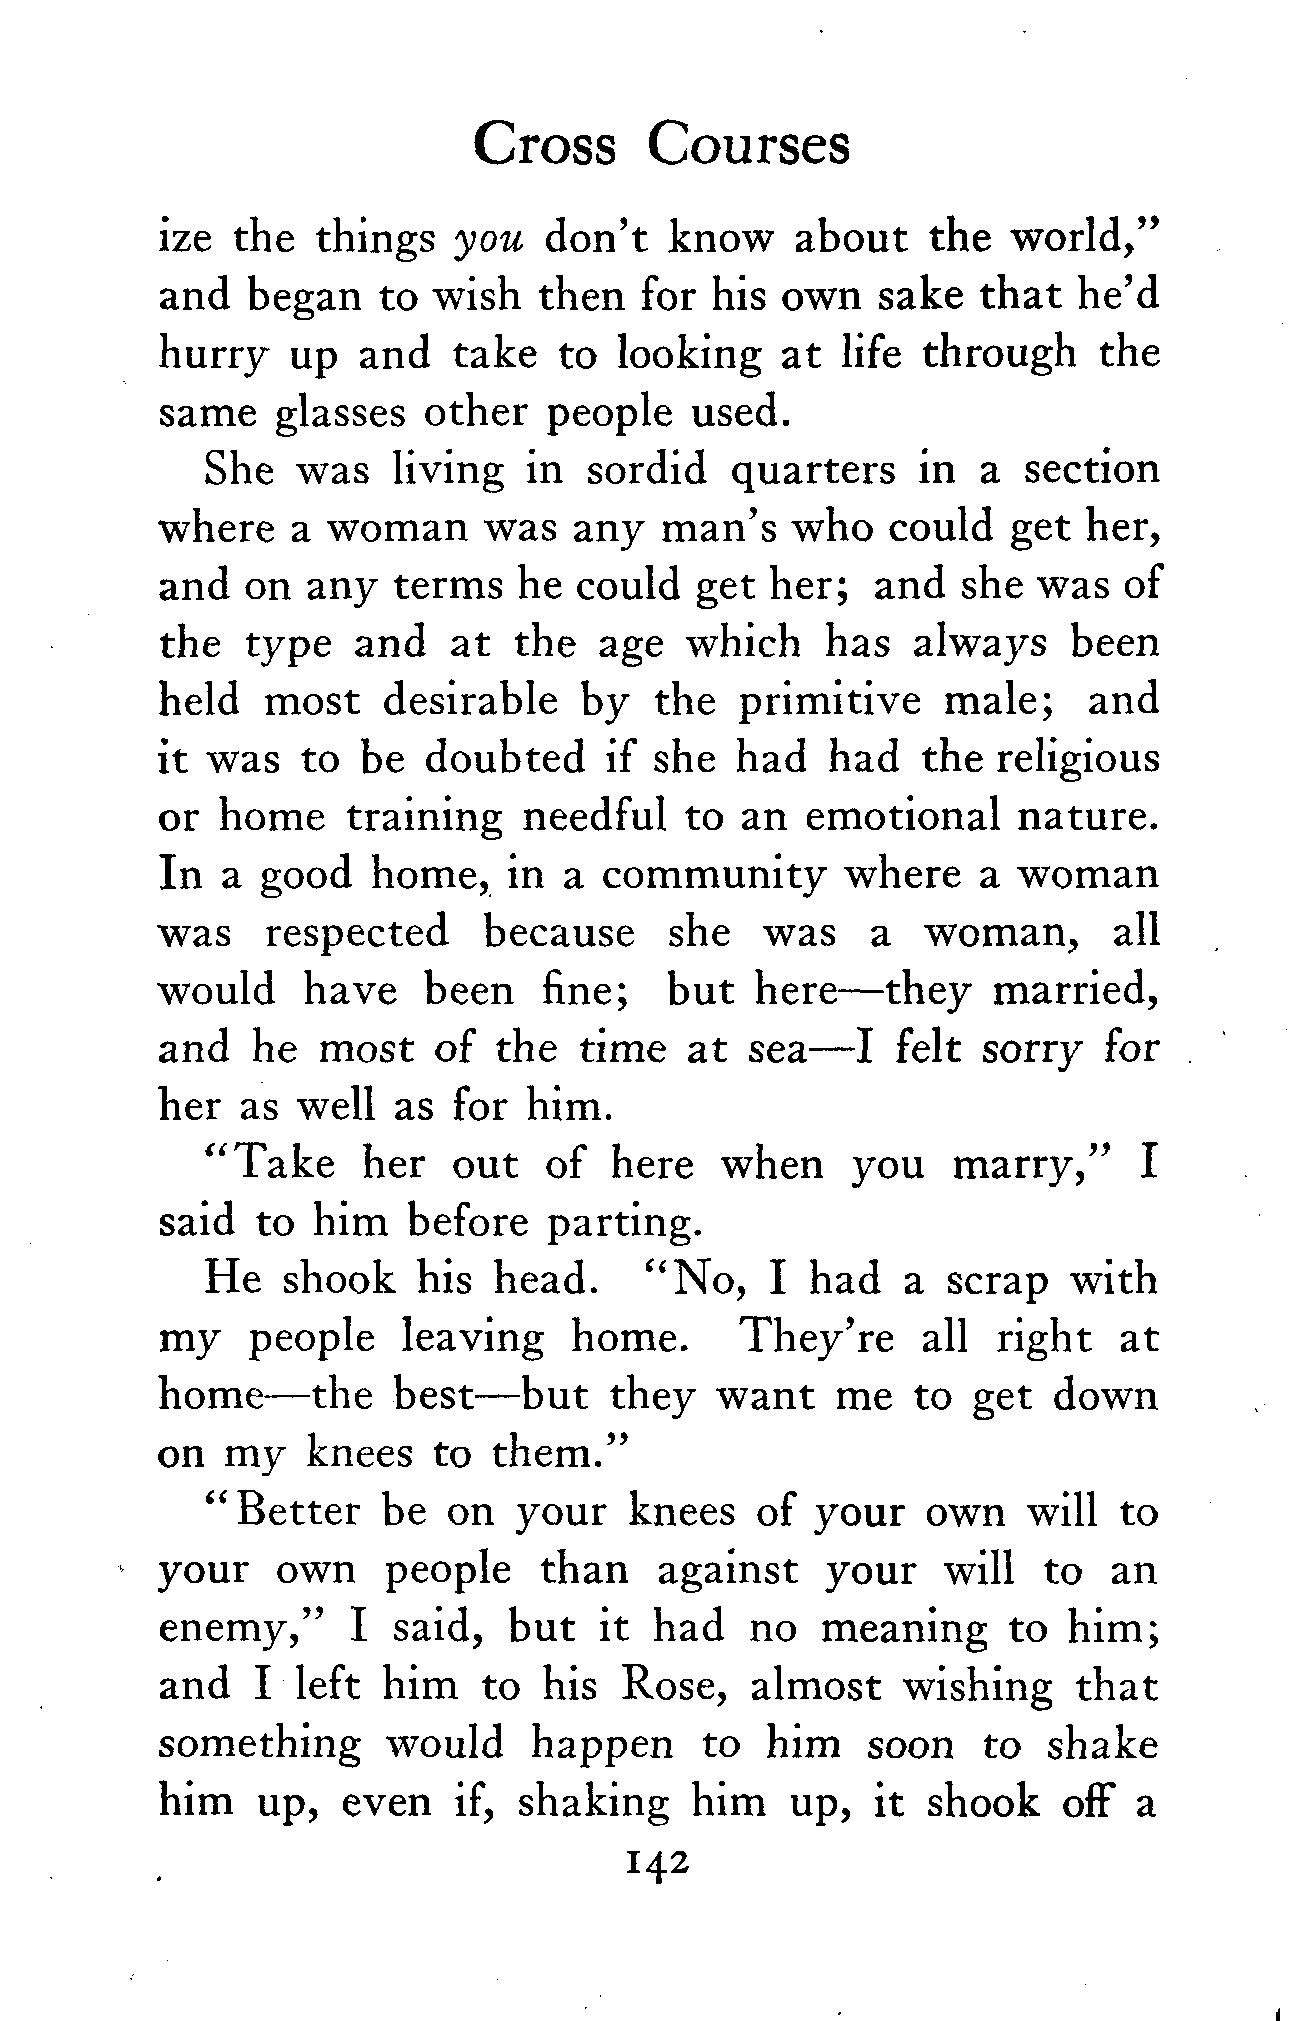 Cross Courses
ize the things you don't know about the world,"
and began to wish then for his own sake that he'd
hurry up and take to looking at life through the
same glasses other people used.
She was living in sordid quarters in a section
where a woman was any man's who could get her,
and on any terms he could get her; and she was of
the type and at the age which has always been
held most desirable by the primitive male; and
it was to be doubted if she had had the religious
or home training needful to an emotional nature.
In a good home, in a community where a woman
was respected because she was a woman, all
would have been fine; but here—they married,
and he most of the time at sea—I felt sorry for
her as well as for him.
"Take her out of here when you marry," I
said to him before parting.
He shook his head. "No, I had a scrap with
my people leaving home. They're all right at
home—the best—but they want me to get down
on my knees to them."
"Better be on your knees of your own will to
your own people than against your will to an
enemy," I said, but it had no meaning to him;
and I left him to his Rose, almost wishing that
something would happen to him soon to shake
him up, even if, shaking him up, it shook off a
142